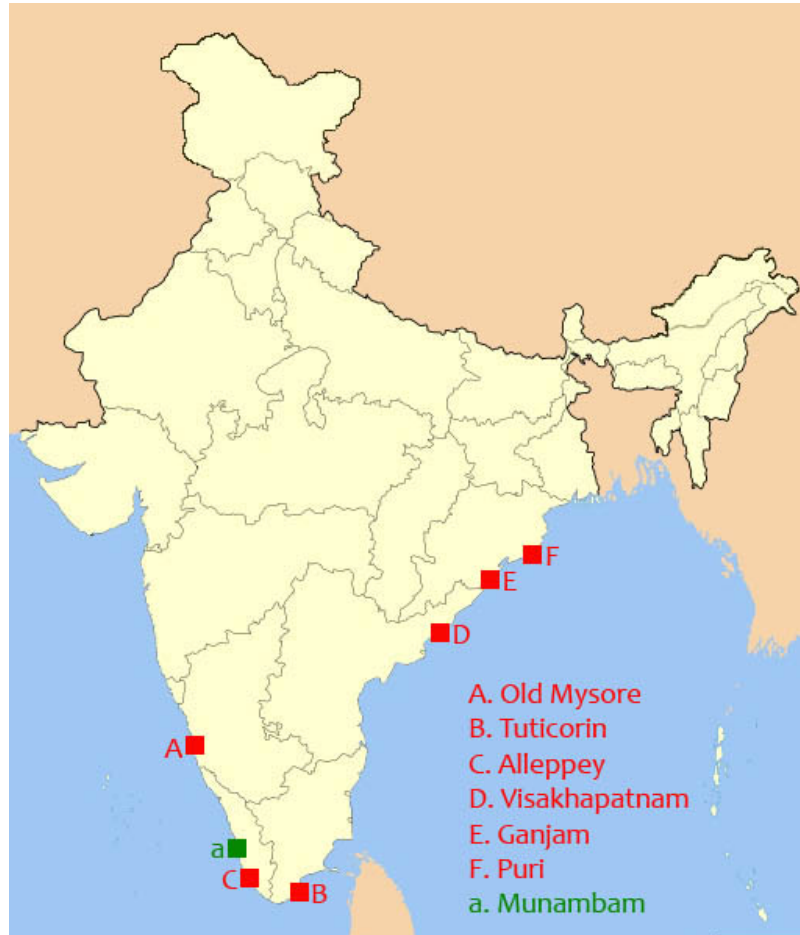 F
E
D
A
a
C
B
A. Old Mysore
B. Tuticorin
C. Alleppey
D. Visakhapatnam
E. Ganjam
F. Puri
a. Munambam